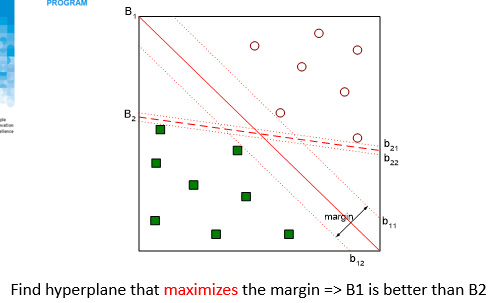 PROGRAM
B1
B2
b21
b22
margin
b11
b12
Find hyperplane that maximizes the margin => B1 is better than B2